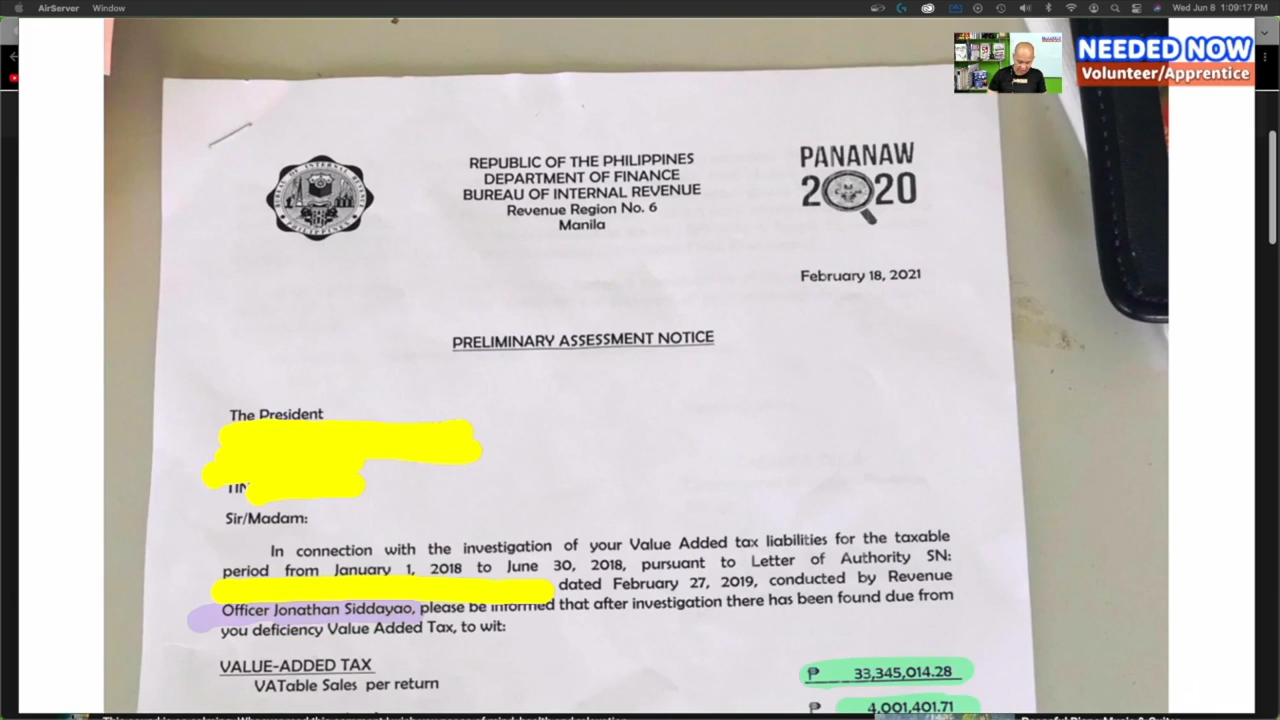 AirServer Window
Wed Jun 8 1:09:17 PM
NEEDED NOW
Volunteer/Apprentice
REPUBLIC OF THE PHILIPPINES
DEPARTMENT OF FINANCE
BUREAU OF INTERNAL REVENUE
Revenue Region No. 6
Manila
PANANAW
2020
February 18, 2021
PRELIMINARY ASSESSMENT NOTICE
The President
Sir/Madam:
In connection with the investigation of your Value Added tax liabilities for the taxable
period from January 1, 2018 to June 30, 2018, pursuant to Letter of Authority SN:
dated February 27, 2019, conducted by Revenue
Officer Jonathan Siddayao, please be informed that after investigation there has been found due from
you deficiency Value Added Tax, to wit:
VALUE-ADDED TAX
VATable Sales per return ₱ 33,345,014.28
₱ 4,001,401.71